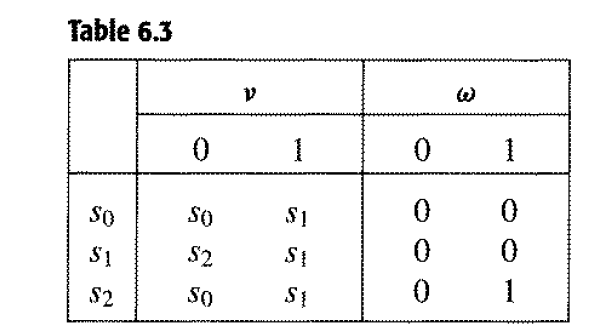 Table 6.3
ν ω
0 1 0 1
s0 s0 s1 0 0
s1 s2 s1 0 0
s2 s0 s1 0 1